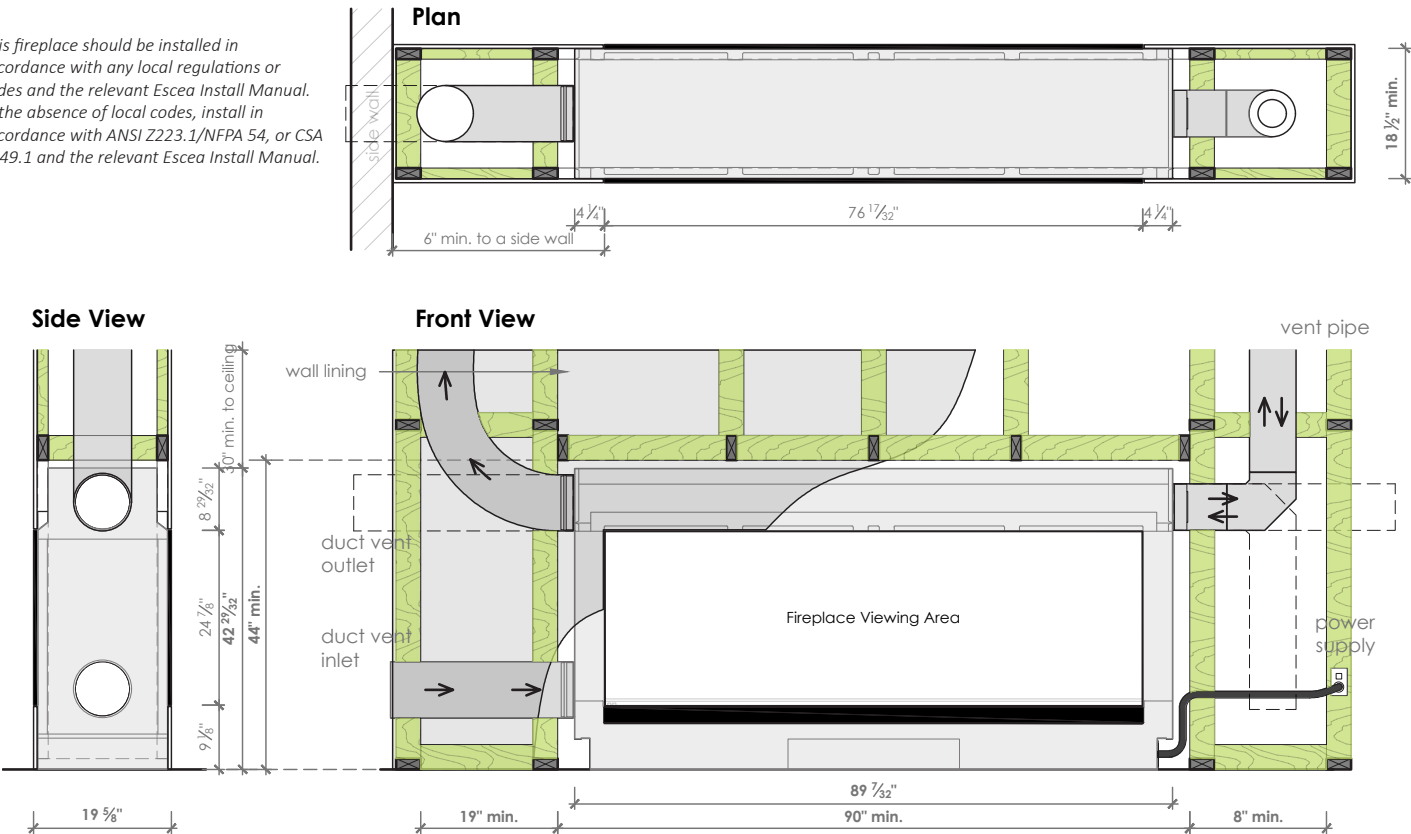 Plan
is fireplace should be installed in
cordance with any local regulations or
des and the relevant Escea Install Manual.
the absence of local codes, install in
cordance with ANSI Z223.1/NFPA 54, or CSA
49.1 and the relevant Escea Install Manual.
side wall
18 ½" min.
4 ¼"
76 17/32"
4 ¼"
6" min. to a side wall
Side View
Front View
vent pipe
wall lining
30" min. to ceiling
8 29/32"
24 ⅞"
42 29/32"
44" min.
9 ⅛"
duct vent
outlet
duct vent
inlet
Fireplace Viewing Area
power
supply
89 7/32"
19 ⅝"
19" min.
90" min.
8" min.